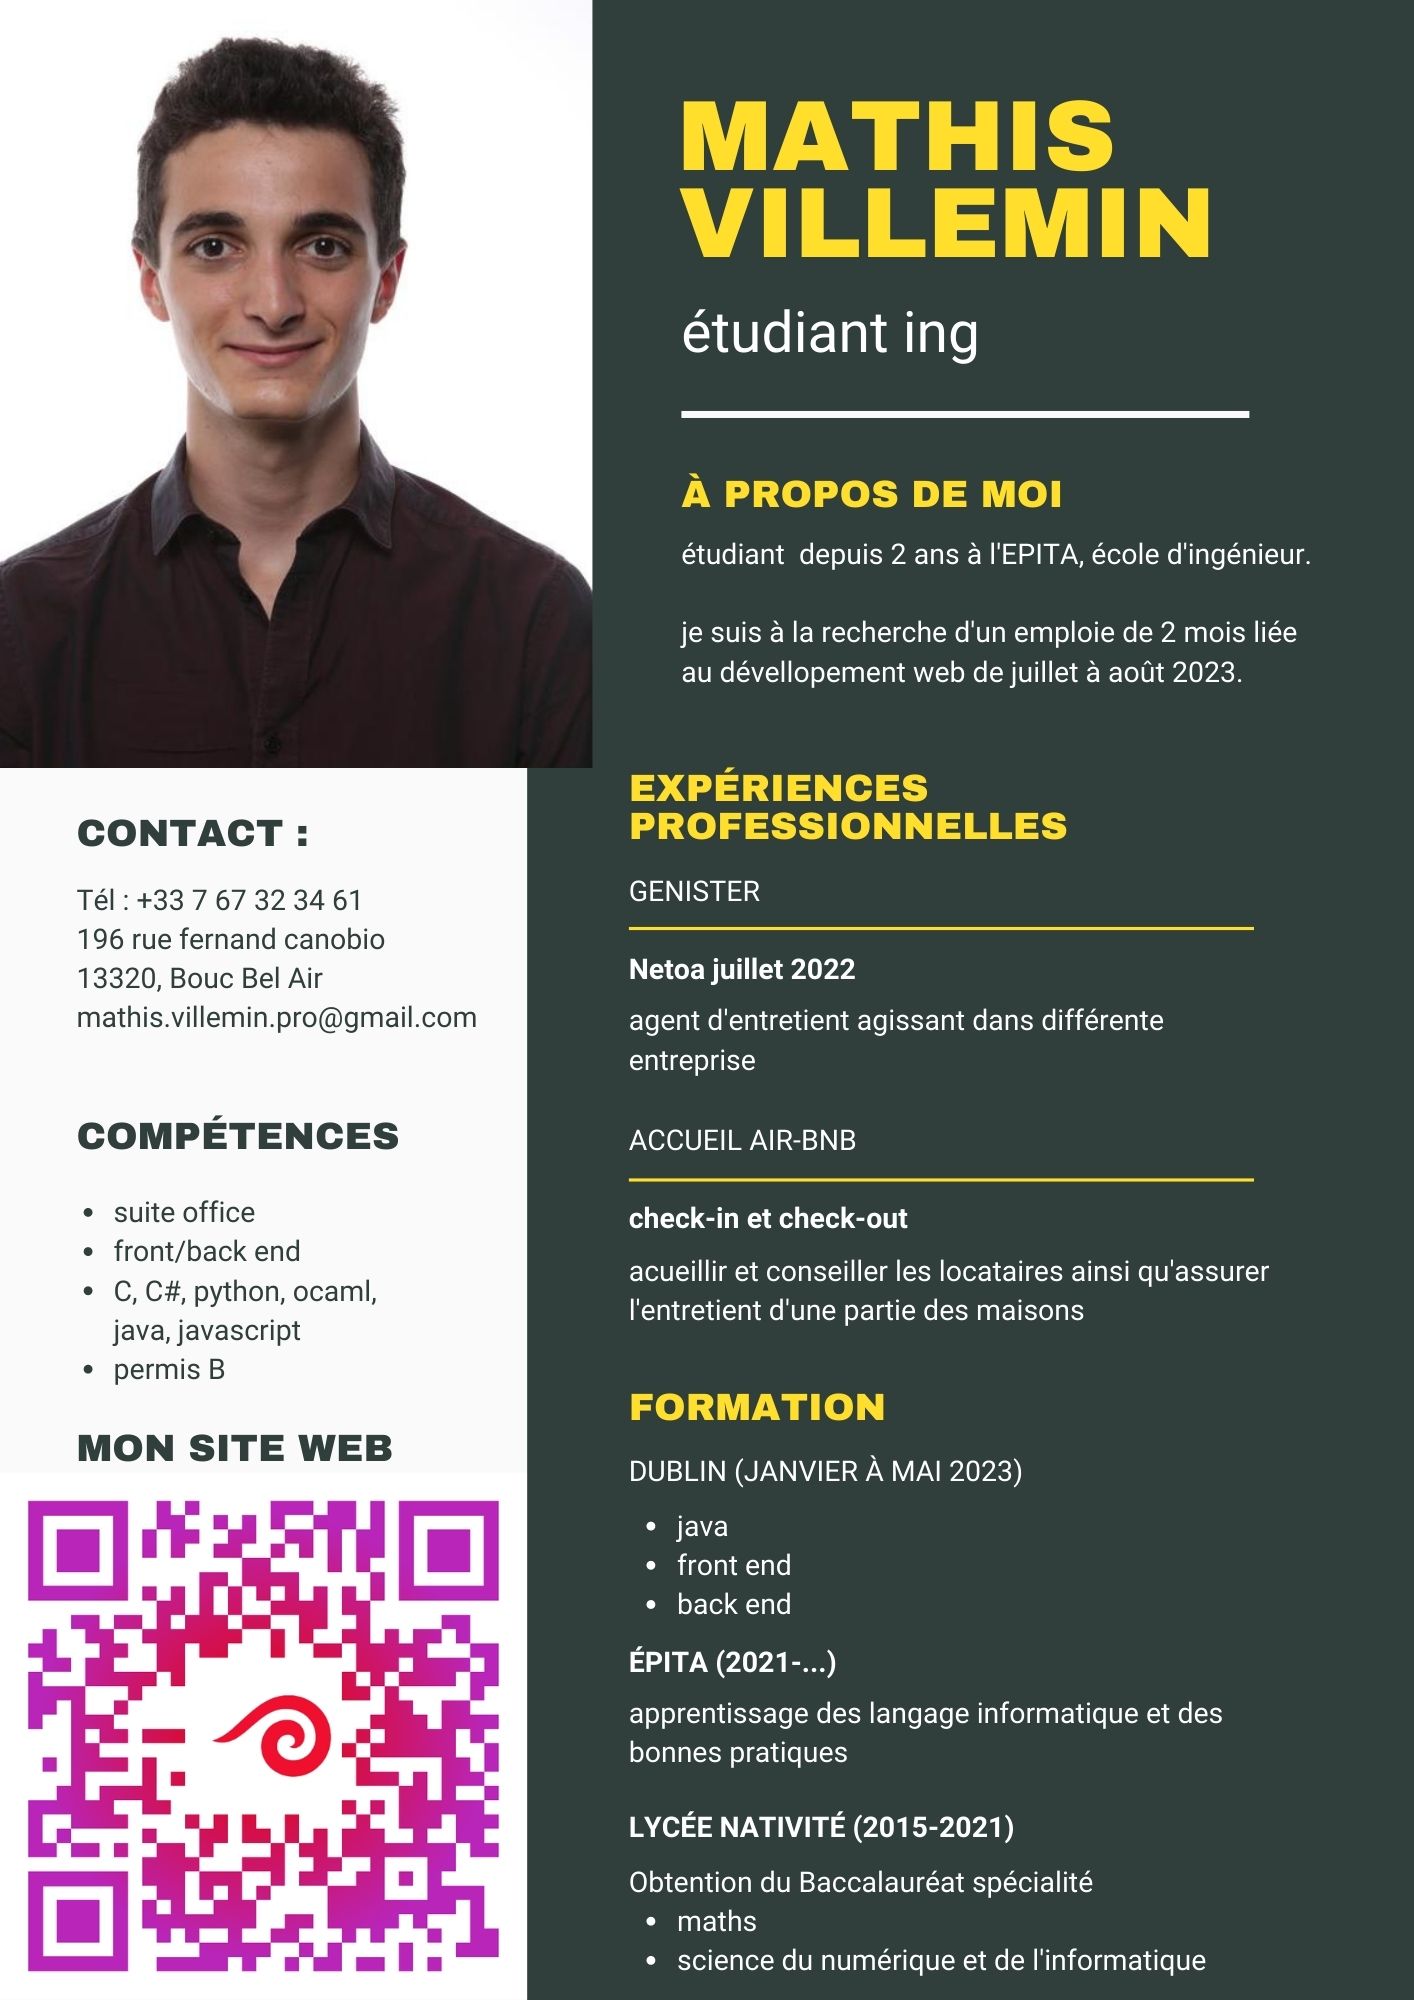 MATHIS
VILLEMIN
étudiant ing
À PROPOS DE MOI
étudiant  depuis 2 ans à l'EPITA, école d'ingénieur.
je suis à la recherche d'un emploie de 2 mois liée
au dévellopement web de juillet à août 2023.
CONTACT :
Tél : +33 7 67 32 34 61
196 rue fernand canobio
13320, Bouc Bel Air
mathis.villemin.pro@gmail.com
COMPÉTENCES
• suite office
• front/back end
• C, C#, python, ocaml,
java, javascript
• permis B
MON SITE WEB
EXPÉRIENCES
PROFESSIONNELLES
GENISTER
Netoa juillet 2022
agent d'entretient agissant dans différente
entreprise
ACCUEIL AIR-BNB
check-in et check-out
acueillir et conseiller les locataires ainsi qu'assurer
l'entretient d'une partie des maisons
FORMATION
DUBLIN (JANVIER À MAI 2023)
• java
• front end
• back end
ÉPITA (2021-...)
apprentissage des langage informatique et des
bonnes pratiques
LYCÉE NATIVITÉ (2015-2021)
Obtention du Baccalauréat spécialité
• maths
• science du numérique et de l'informatique